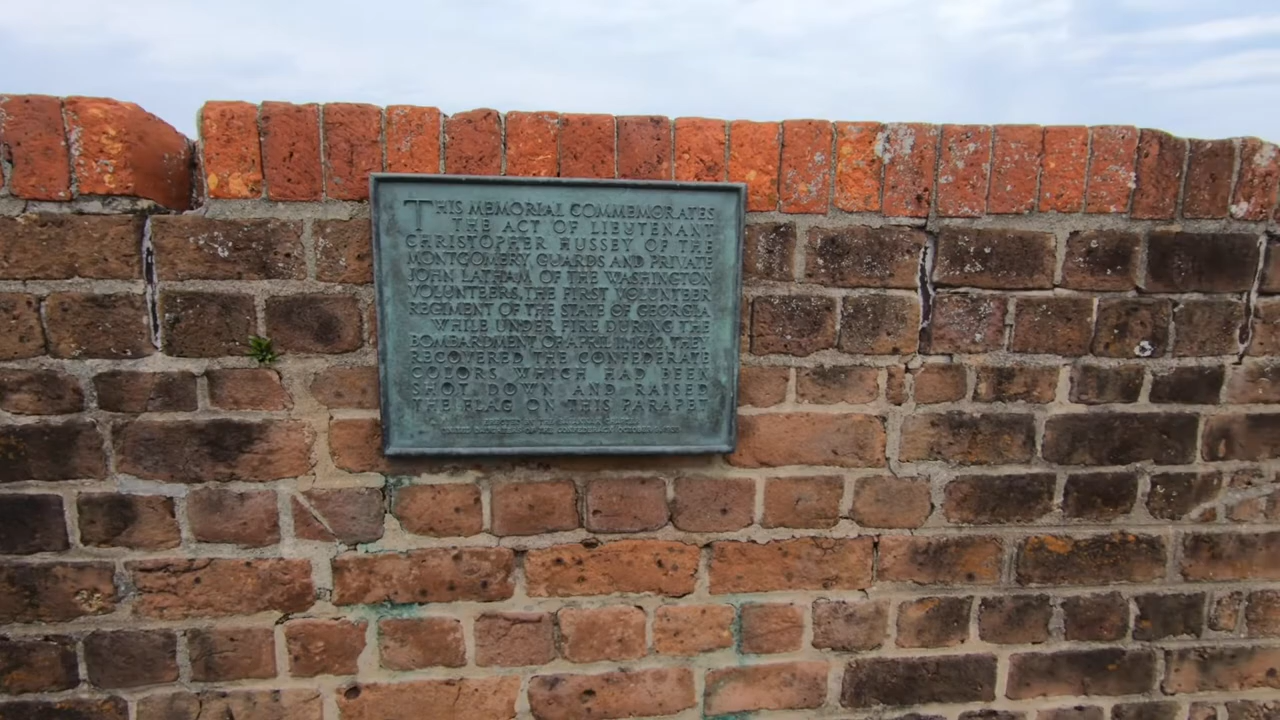 THIS MEMORIAL COMMEMORATES
THE ACT OF LIEUTENANT
CHRISTOPHER HUSSEY OF THE
MONTGOMERY GUARDS AND PRIVATE
JOHN LATHAM OF THE WASHINGTON
VOLUNTEERS, THE FIRST VOLUNTEER
REGIMENT OF THE STATE OF GEORGIA
WHILE UNDER FIRE DURING THE
BOMBARDMENT OF APRIL 11, 1862, THEY
RECOVERED THE CONFEDERATE
COLORS WHICH HAD BEEN
SHOT DOWN AND RAISED
THE FLAG ON THIS PARAPET